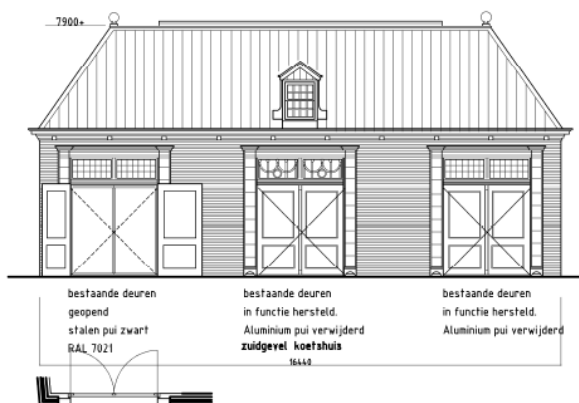 7900+
bestaande deuren
geopend
stalen pui zwart
RAL 7021
bestaande deuren
in functie hersteld.
Aluminium pui verwijderd
zuidgevel koetshuis
16440
bestaande deuren
in functie hersteld.
Aluminium pui verwijderd